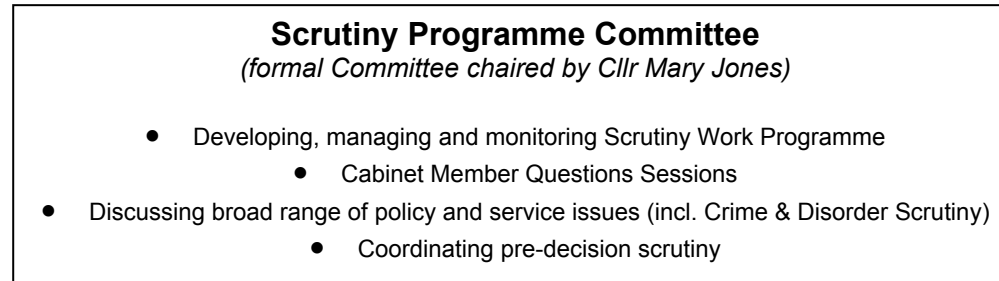 Scrutiny Programme Committee
(formal Committee chaired by Cllr Mary Jones)
● Developing, managing and monitoring Scrutiny Work Programme
● Cabinet Member Questions Sessions
● Discussing broad range of policy and service issues (incl. Crime & Disorder Scrutiny)
● Coordinating pre-decision scrutiny